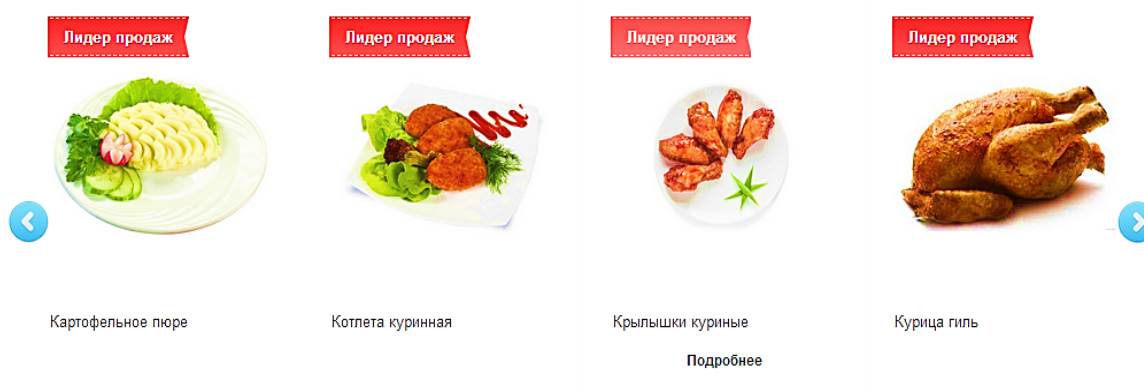 Лидер продаж
Лидер продаж
Лидер продаж
Лидер продаж
Картофельное пюре
Котлета куринная
Крылышки куриные
Курица гиль
Подробнее